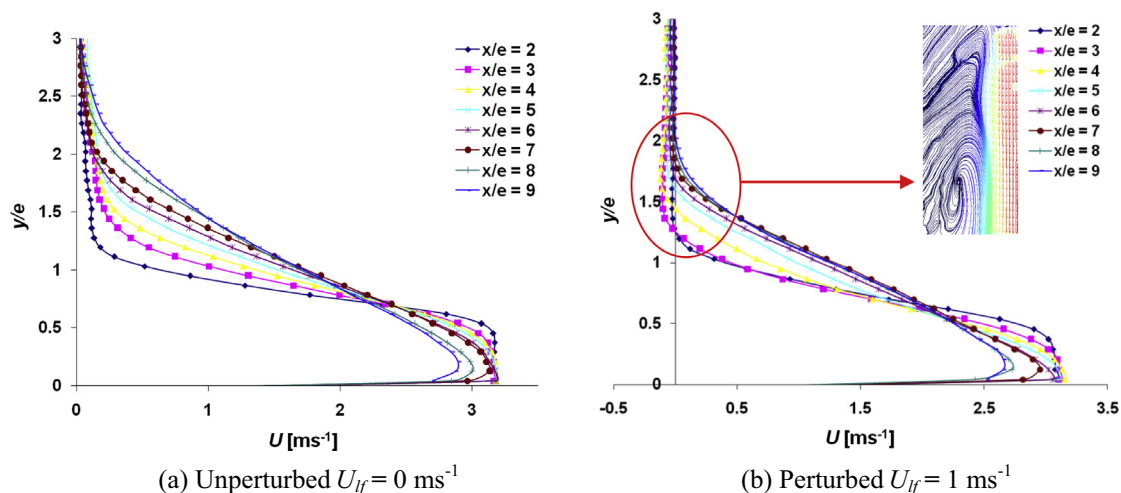 3
2.5
2
1.5
1
0.5
0
y/e
0
1
2
3
U [ms⁻¹]
x/e = 2
x/e = 3
x/e = 4
x/e = 5
x/e = 6
x/e = 7
x/e = 8
x/e = 9
(a) Unperturbed U_lf = 0 ms⁻¹
3
2.5
2
1.5
1
0.5
0
y/e
-0.5
0.5
1.5
2.5
3.5
U [ms⁻¹]
x/e = 2
x/e = 3
x/e = 4
x/e = 5
x/e = 6
x/e = 7
x/e = 8
x/e = 9
(b) Perturbed U_lf = 1 ms⁻¹